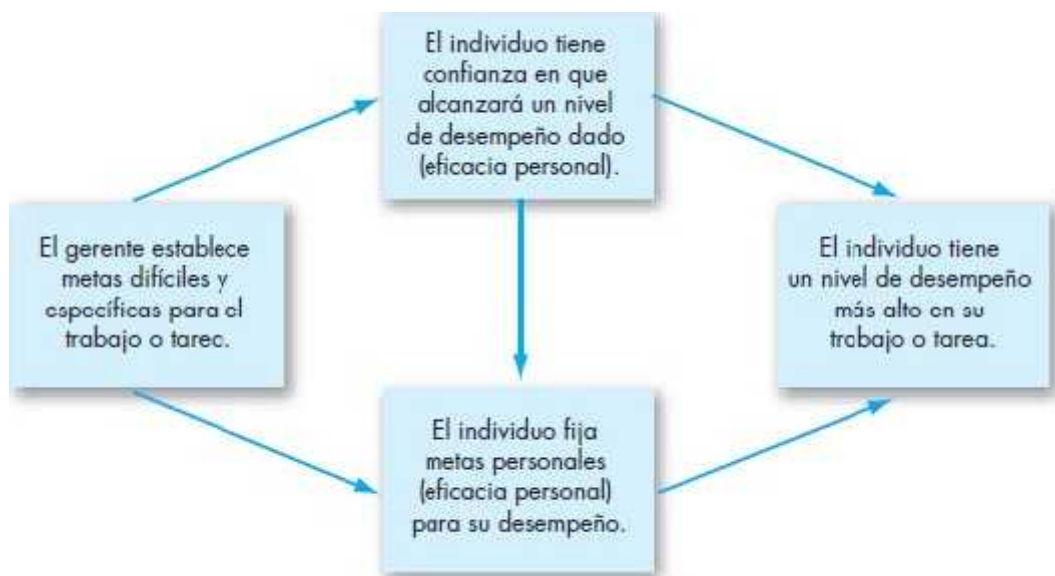 El individuo tiene
confianza en que
alcanzará un nivel
de desempeño dado
(eficacia personal).
El gerente establece
metas difíciles y
específicas para el
trabajo o tarec.
El individuo tiene
un nivel de desempeño
más alto en su
trabajo o tarea.
El individuo fija
metas personales
(eficacia personal)
para su desempeño.